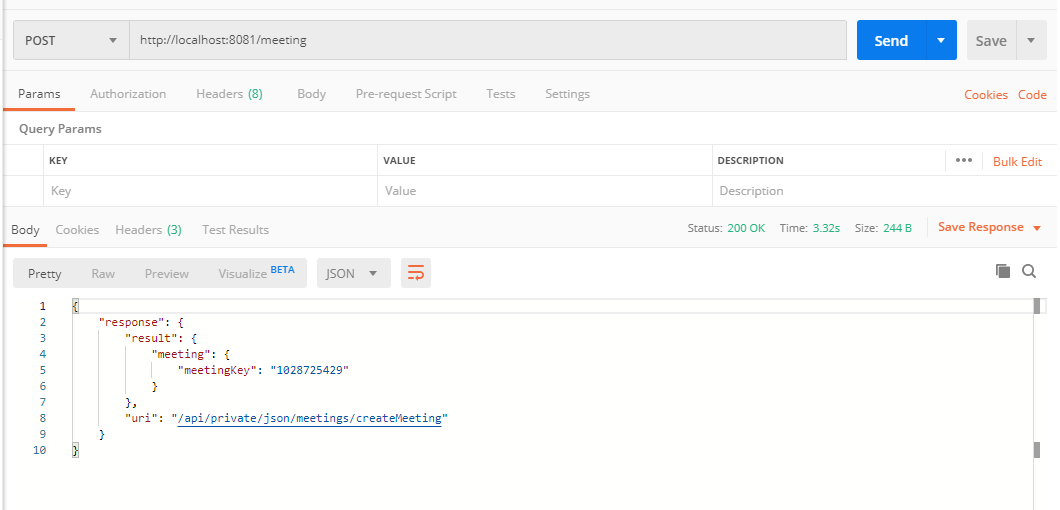 POST http://localhost:8081/meeting Send Save
Params Authorization Headers (8) Body Pre-request Script Tests Settings Cookies Code
Query Params
KEY VALUE DESCRIPTION ••• Bulk Edit
Key Value Description
Body Cookies Headers (3) Test Results Status: 200 OK Time: 3.32s Size: 244 B Save Response
Pretty Raw Preview Visualize BETA JSON
1 {
2 "response": {
3 "result": {
4 "meeting": {
5 "meetingKey": "1028725429"
6 }
7 },
8 "uri": "/api/private/json/meetings/createMeeting"
9 }
10 }